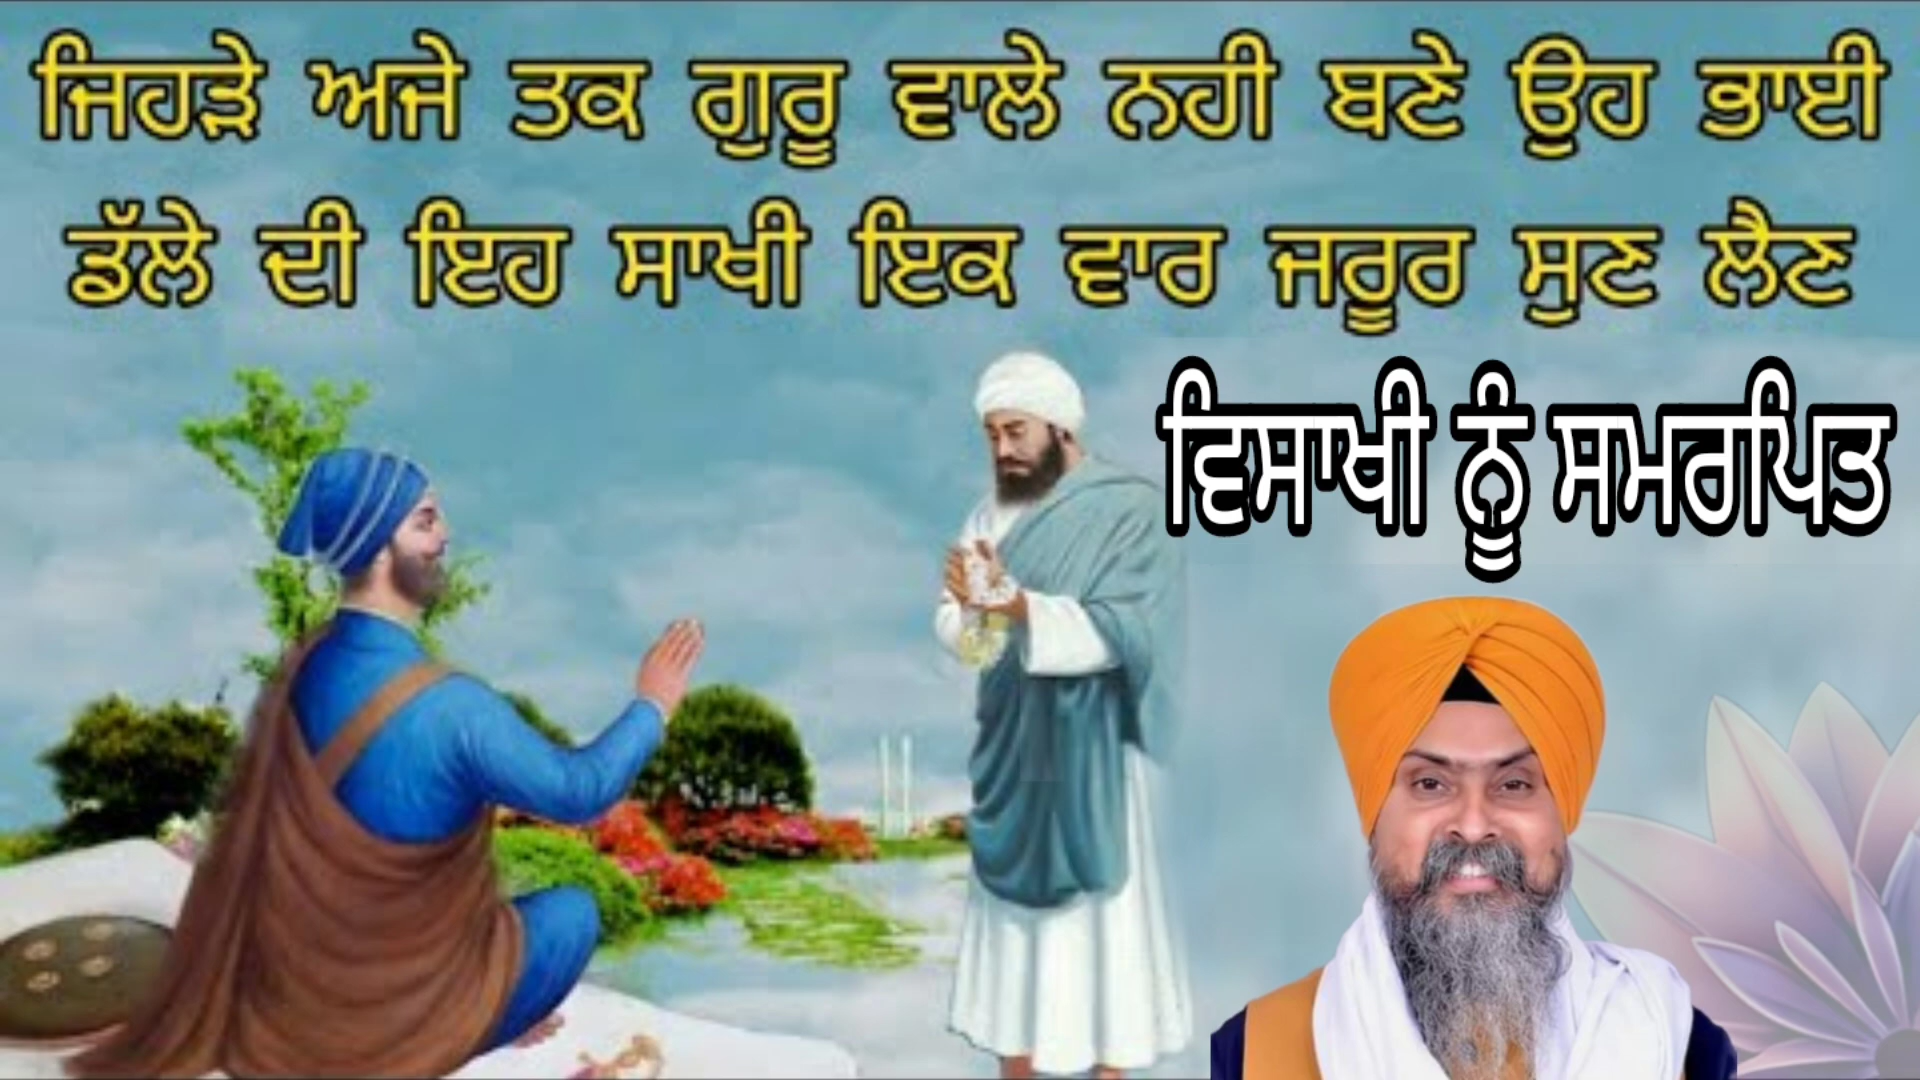 ਜਿਹੜੇ ਅਜੇ ਤਕ ਗੁਰੂ ਵਾਲੇ ਨਹੀ ਬਣੇ ਉਹ ਭਾਈ
ਡੱਲੇ ਦੀ ਇਹ ਸਾਖੀ ਇਕ ਵਾਰ ਜਰੂਰ ਸੁਣ ਲੈਣ
ਵਿਸਾਖੀ ਨੂੰ ਸਮਰਪਿਤ